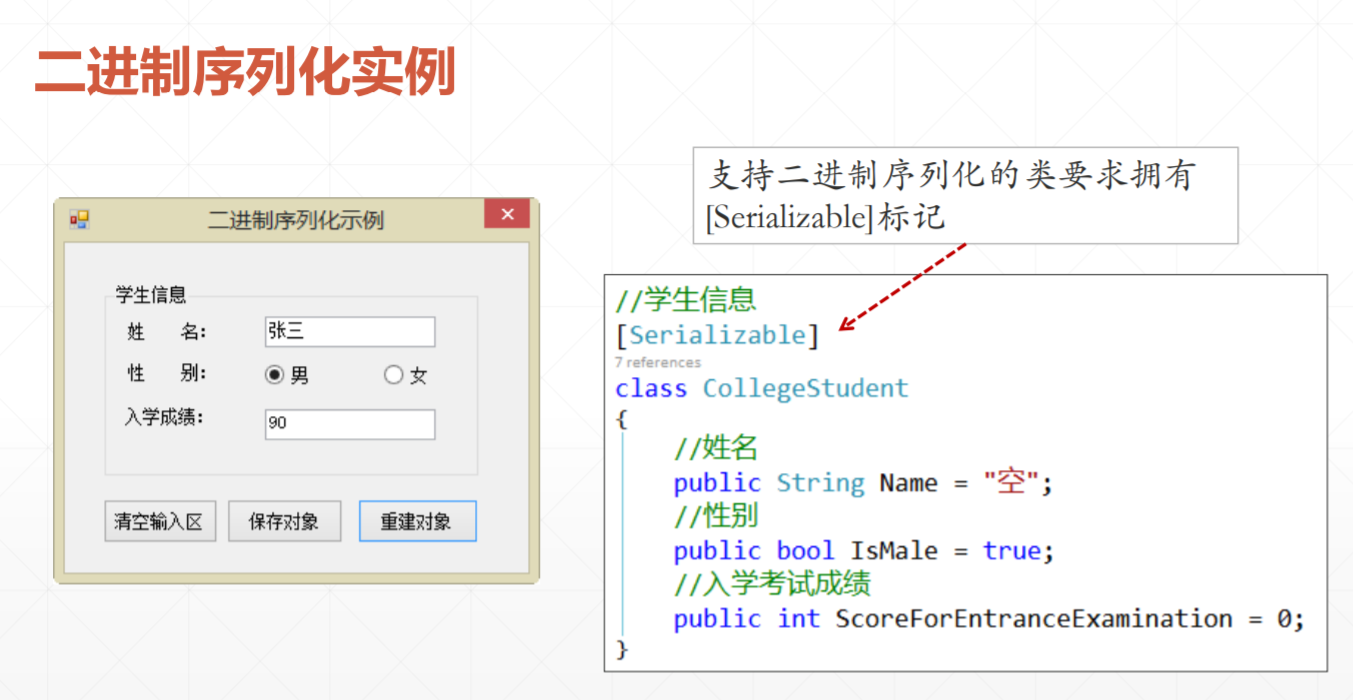 二进制序列化实例
支持二进制序列化的类要求拥有
[Serializable]标记
二进制序列化示例
学生信息
姓 名: 张三
性 别: 男 女
入学成绩: 90
清空输入区 保存对象 重建对象
//学生信息
[Serializable]
7 references
class CollegeStudent
{
//姓名
public String Name = "空";
//性别
public bool IsMale = true;
//入学考试成绩
public int ScoreForEntranceExamination = 0;
}